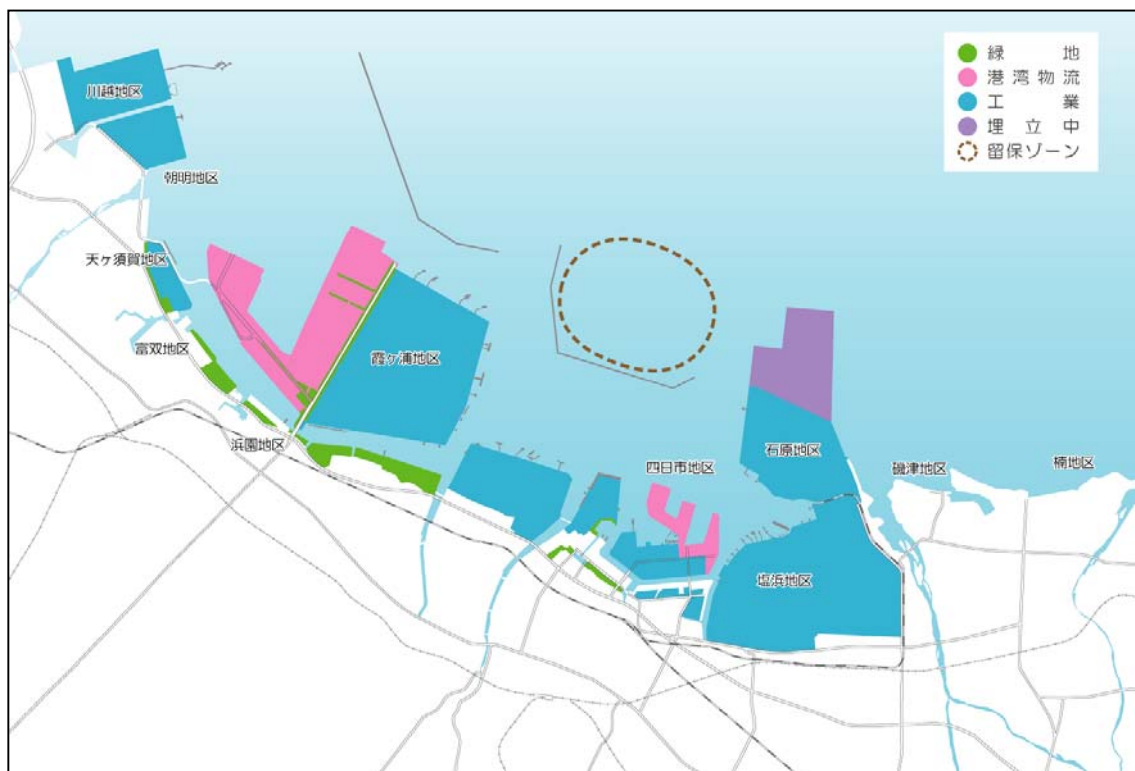 緑地
港湾物流
工業
埋立中
留保ゾーン
川越地区
朝明地区
天ヶ須賀地区
富双地区
霞ヶ浦地区
浜園地区
四日市地区
石原地区
磯津地区
楠地区
塩浜地区